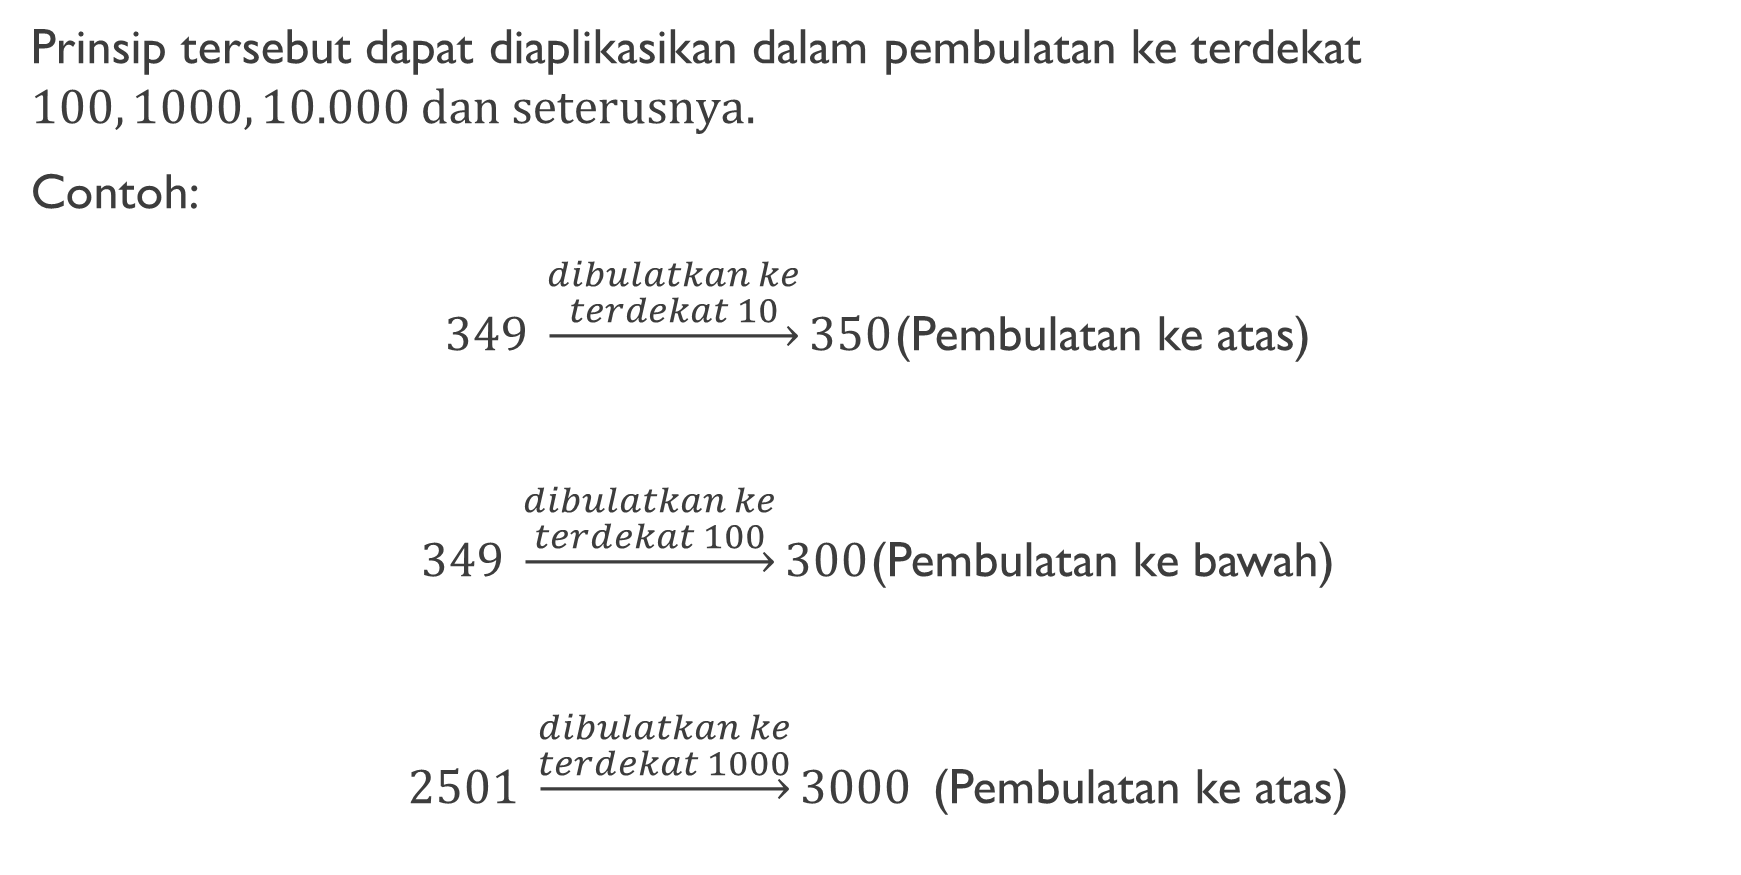 Prinsip tersebut dapat diaplikasikan dalam pembulatan ke terdekat
100, 1000, 10.000 dan seterusnya.
Contoh:
dibulatkan ke
terdekat 10
349 → 350(Pembulatan ke atas)
dibulatkan ke
terdekat 100
349 → 300(Pembulatan ke bawah)
dibulatkan ke
terdekat 1000
2501 → 3000 (Pembulatan ke atas)